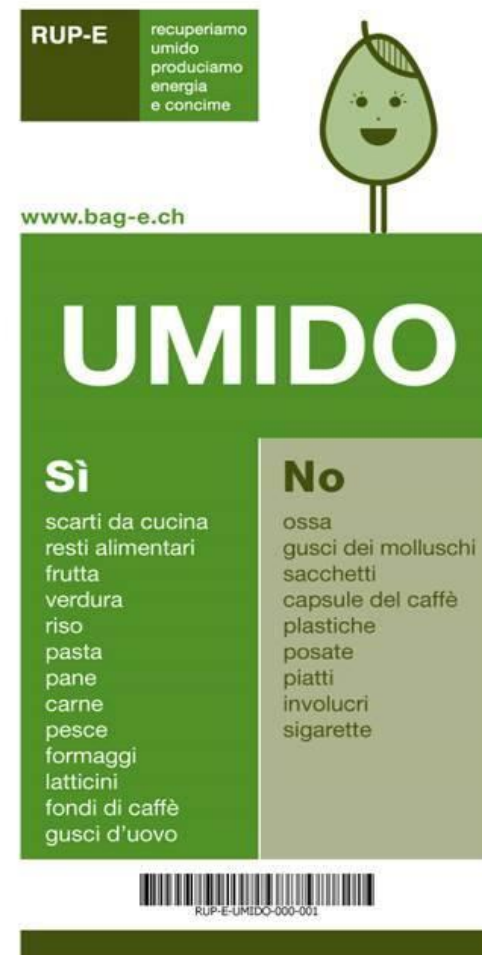 RUP-E
recuperiamo
umido
produciamo
energia
e concime
www.bag-e.ch
UMIDO
Sì
scarti da cucina
resti alimentari
frutta
verdura
riso
pasta
pane
carne
pesce
formaggi
latticini
fondi di caffè
gusci d'uovo
No
ossa
gusci dei molluschi
sacchetti
capsule del caffè
plastiche
posate
piatti
involucri
sigarette
RUP-E-UMIDO-000-001